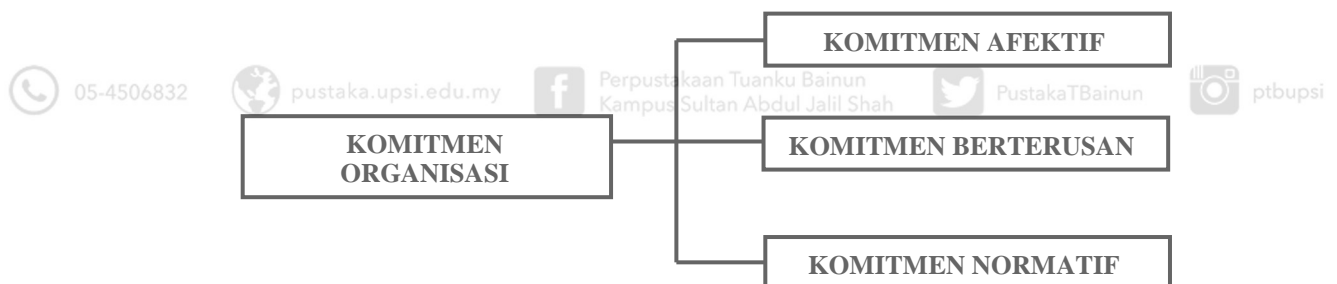 KOMITMEN AFEKTIF
05-4506832
pustaka.upsi.edu.my
Perpustakaan Tuanku Bainun
Kampus Sultan Abdul Jalil Shah
PustakaTBainun
ptbupsi
KOMITMEN
ORGANISASI
KOMITMEN BERTERUSAN
KOMITMEN NORMATIF